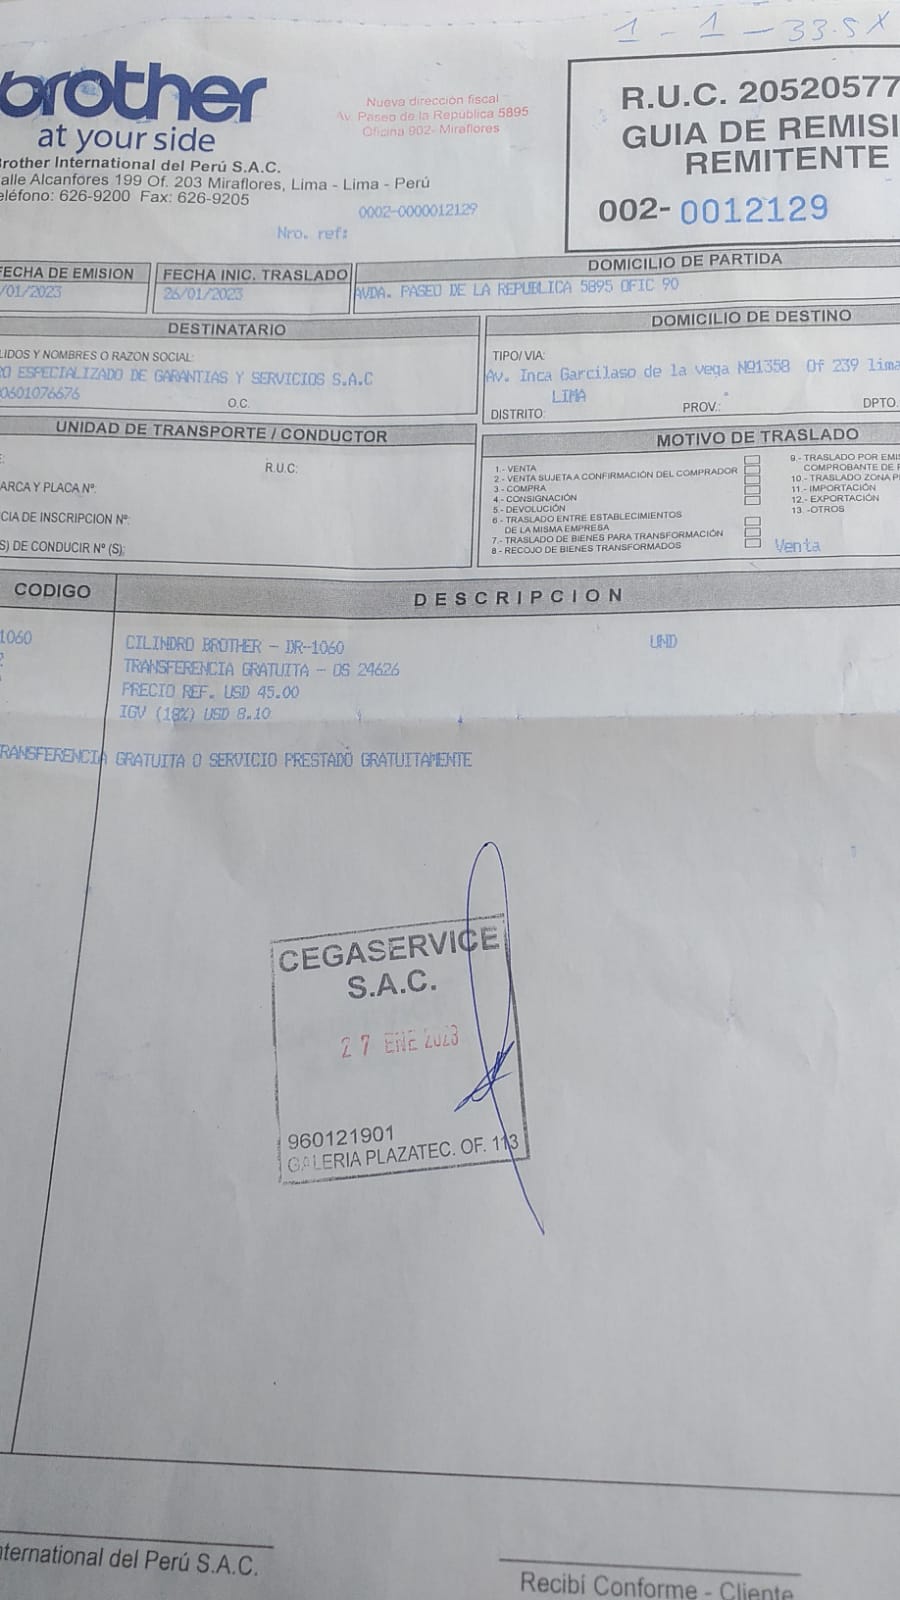 1 - 1 - 33.5 X
brother
at your side
Brother International del Perú S.A.C.
alle Alcanfores 199 Of. 203 Miraflores, Lima - Lima - Perú
eléfono: 626-9200 Fax: 626-9205
Nueva dirección fiscal
Av. Paseo de la República 5895
Oficina 902- Miraflores
0002-0000012129
Nro. ref:
R.U.C. 20520577
GUIA DE REMISI
REMITENTE
002- 0012129
FECHA DE EMISION
/01/2023
FECHA INIC. TRASLADO
26/01/2023
DOMICILIO DE PARTIDA
AVDA. PASEO DE LA REPUBLICA 5895 OFIC 90
DESTINATARIO
LIDOS Y NOMBRES O RAZON SOCIAL:
RO ESPECIALIZADO DE GARANTIAS Y SERVICIOS S.A.C
0601076676
O.C.
DOMICILIO DE DESTINO
TIPO/ VIA:
Av. Inca Garcilaso de la vega Nº1358 Of 239 lima
LIMA
DISTRITO:
PROV.:
DPTO.
UNIDAD DE TRANSPORTE / CONDUCTOR
R.U.C:
ARCA Y PLACA Nº:
CIA DE INSCRIPCION Nº:
S) DE CONDUCIR Nº (S);
MOTIVO DE TRASLADO
1.- VENTA
2 - VENTA SUJETA A CONFIRMACIÓN DEL COMPRADOR
3 - COMPRA
4 - CONSIGNACIÓN
5 - DEVOLUCIÓN
6 - TRASLADO ENTRE ESTABLECIMIENTOS
DE LA MISMA EMPRESA
7.- TRASLADO DE BIENES PARA TRANSFORMACIÓN
8 - RECOJO DE BIENES TRANSFORMADOS
9.- TRASLADO POR EMI
COMPROBANTE DE
10.- TRASLADO ZONA P
11.- IMPORTACIÓN
12.- EXPORTACIÓN
13.-OTROS
Venta
CODIGO
DESCRIPCION
1060
CILINDRO BROTHER - DR-1060
UND
TRANSFERENCIA GRATUITA - OS 24626
PRECIO REF. USD 45.00
IGV (18%) USD 8.10
RANSFERENCIA GRATUITA O SERVICIO PRESTADO GRATUITAMENTE
CEGASERVICE
S.A.C.
27 ENE 2023
960121901
GALERIA PLAZATEC. OF. 113
nternational del Perú S.A.C.
Recibí Conforme - Cliente